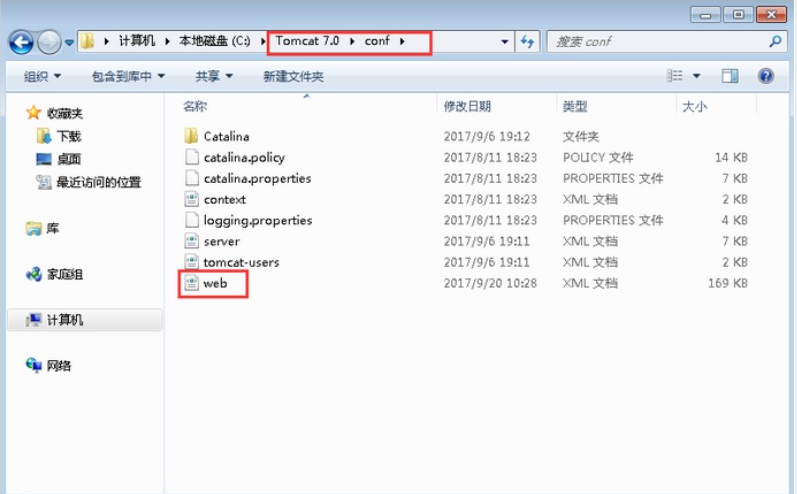 计算机 本地磁盘 (C:) Tomcat 7.0 conf 搜索 conf
组织 包含到库中 共享 新建文件夹
收藏夹
下载
桌面
最近访问的位置
库
家庭组
计算机
网络
名称 修改日期 类型 大小
Catalina 2017/9/6 19:12 文件夹
catalina.policy 2017/8/11 18:23 POLICY 文件 14 KB
catalina.properties 2017/8/11 18:23 PROPERTIES 文件 7 KB
context 2017/8/11 18:23 XML 文档 2 KB
logging.properties 2017/8/11 18:23 PROPERTIES 文件 4 KB
server 2017/9/6 19:11 XML 文档 7 KB
tomcat-users 2017/9/6 19:11 XML 文档 2 KB
web 2017/9/20 10:28 XML 文档 169 KB